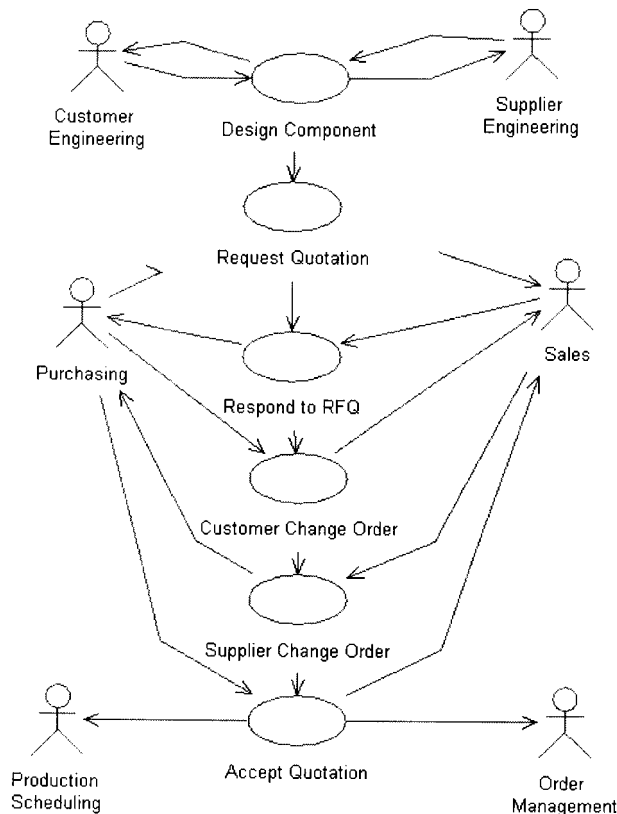 Customer
Engineering
Supplier
Engineering
Design Component
Request Quotation
Purchasing
Sales
Respond to RFQ
Customer Change Order
Supplier Change Order
Production
Scheduling
Accept Quotation
Order
Management